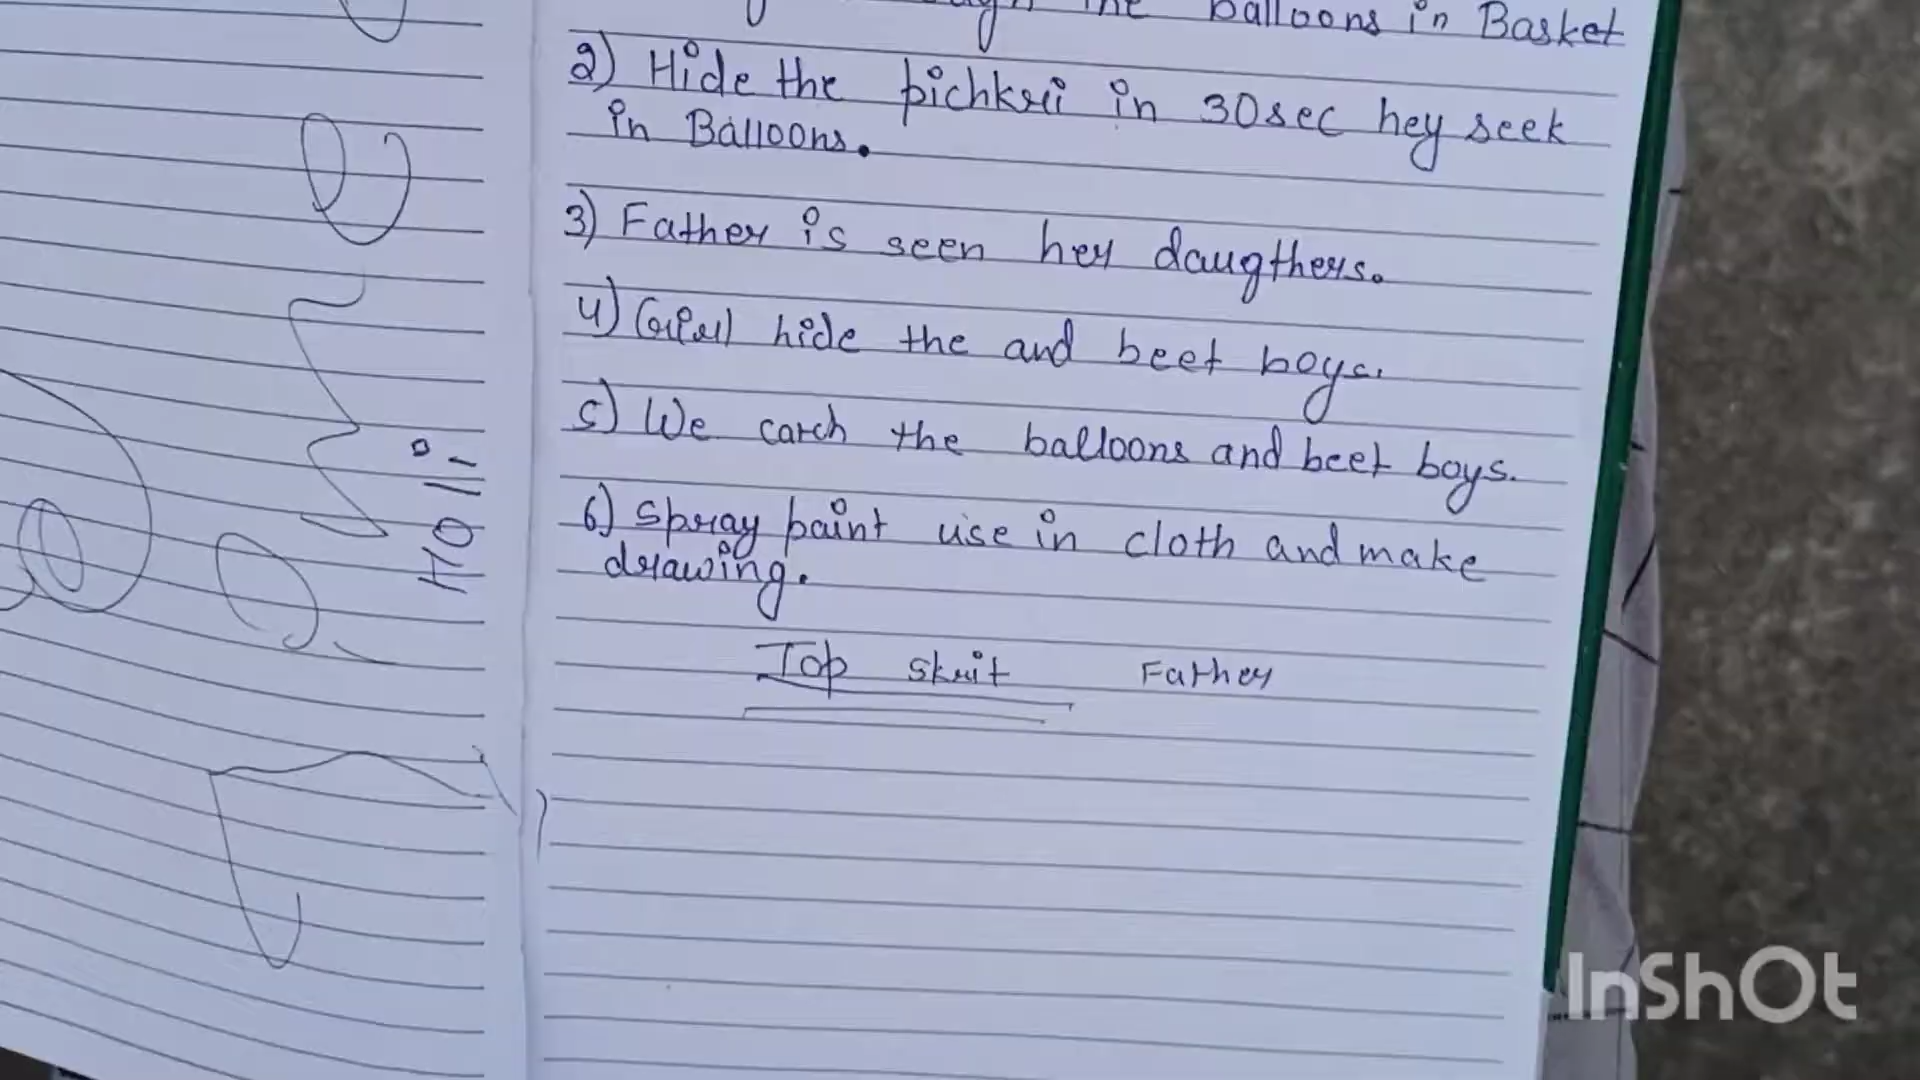 the balloons in Basket
2) Hide the pichkri in 30sec hey seek
in Balloons.
3) Father is seen her daugthers.
4) Girl hide the and beet boys.
5) We carch the balloons and beet boys.
6) spray paint use in cloth and make
drawing.
Top skrit Father
Holi
InShOt